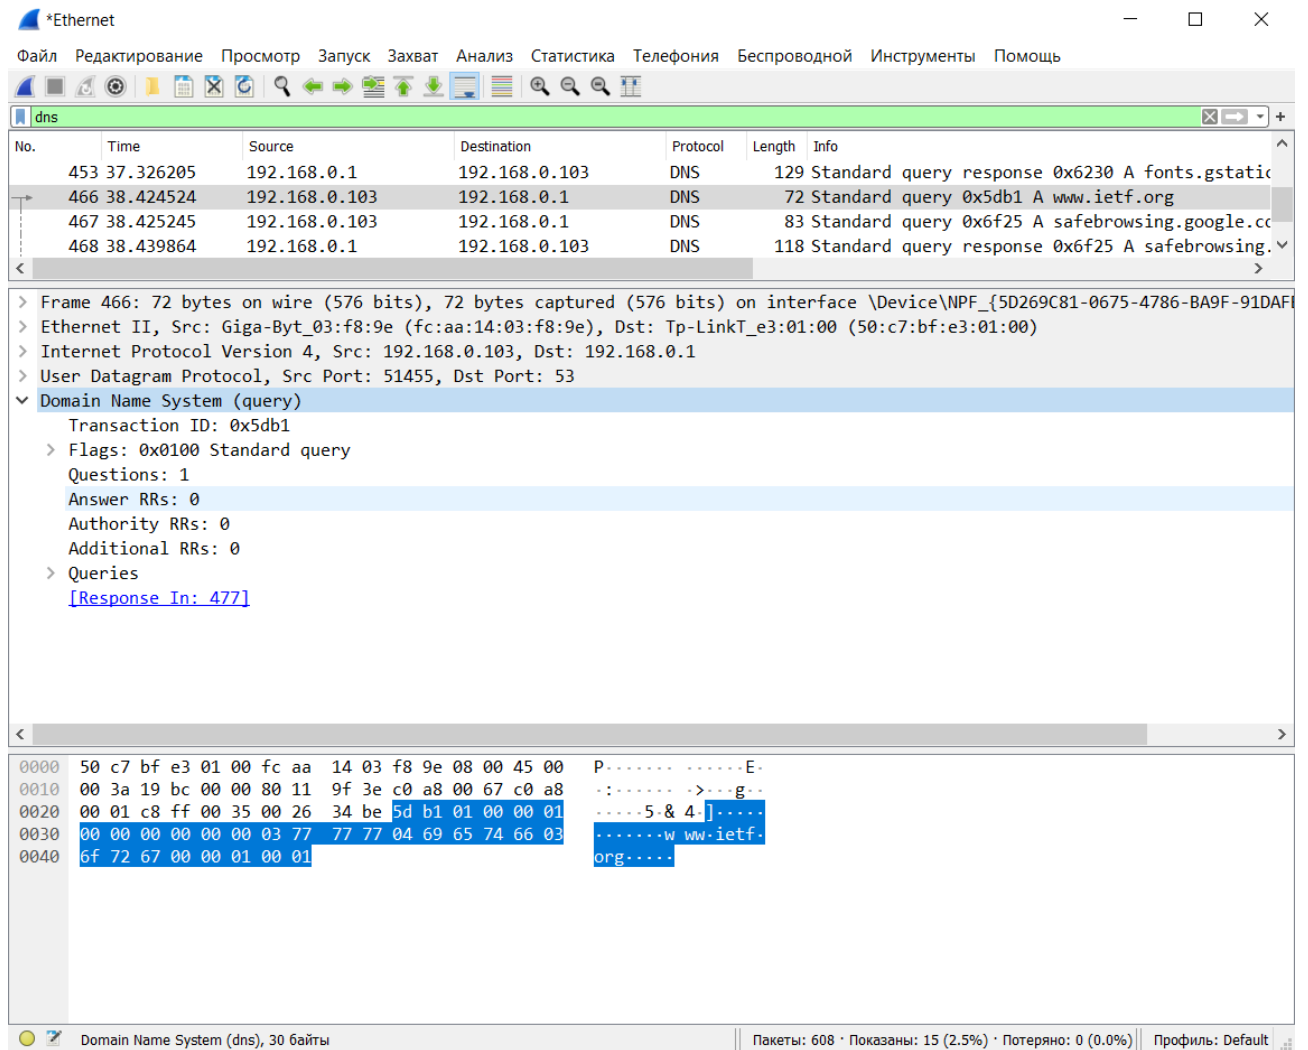 *Ethernet
Файл Редактирование Просмотр Запуск Захват Анализ Статистика Телефония Беспроводной Инструменты Помощь
dns
No. Time Source Destination Protocol Length Info
453 37.326205 192.168.0.1 192.168.0.103 DNS 129 Standard query response 0x6230 A fonts.gstatic
466 38.424524 192.168.0.103 192.168.0.1 DNS 72 Standard query 0x5db1 A www.ietf.org
467 38.425245 192.168.0.103 192.168.0.1 DNS 83 Standard query 0x6f25 A safebrowsing.google.cc
468 38.439864 192.168.0.1 192.168.0.103 DNS 118 Standard query response 0x6f25 A safebrowsing.
Frame 466: 72 bytes on wire (576 bits), 72 bytes captured (576 bits) on interface \Device\NPF_{5D269C81-0675-4786-BA9F-91DAFE
Ethernet II, Src: Giga-Byt_03:f8:9e (fc:aa:14:03:f8:9e), Dst: Tp-LinkT_e3:01:00 (50:c7:bf:e3:01:00)
Internet Protocol Version 4, Src: 192.168.0.103, Dst: 192.168.0.1
User Datagram Protocol, Src Port: 51455, Dst Port: 53
Domain Name System (query)
Transaction ID: 0x5db1
Flags: 0x0100 Standard query
Questions: 1
Answer RRs: 0
Authority RRs: 0
Additional RRs: 0
Queries
[Response In: 477]
0000 50 c7 bf e3 01 00 fc aa 14 03 f8 9e 08 00 45 00 P······· ······E·
0010 00 3a 19 bc 00 00 80 11 9f 3e c0 a8 00 67 c0 a8 ·:······ ·>···g··
0020 00 01 c8 ff 00 35 00 26 34 be 5d b1 01 00 00 01 ·····5·& 4·]·····
0030 00 00 00 00 00 00 03 77 77 77 04 69 65 74 66 03 ·······w ww·ietf·
0040 6f 72 67 00 00 01 00 01 org·····
Domain Name System (dns), 30 байты Пакеты: 608 · Показаны: 15 (2.5%) · Потеряно: 0 (0.0%) Профиль: Default